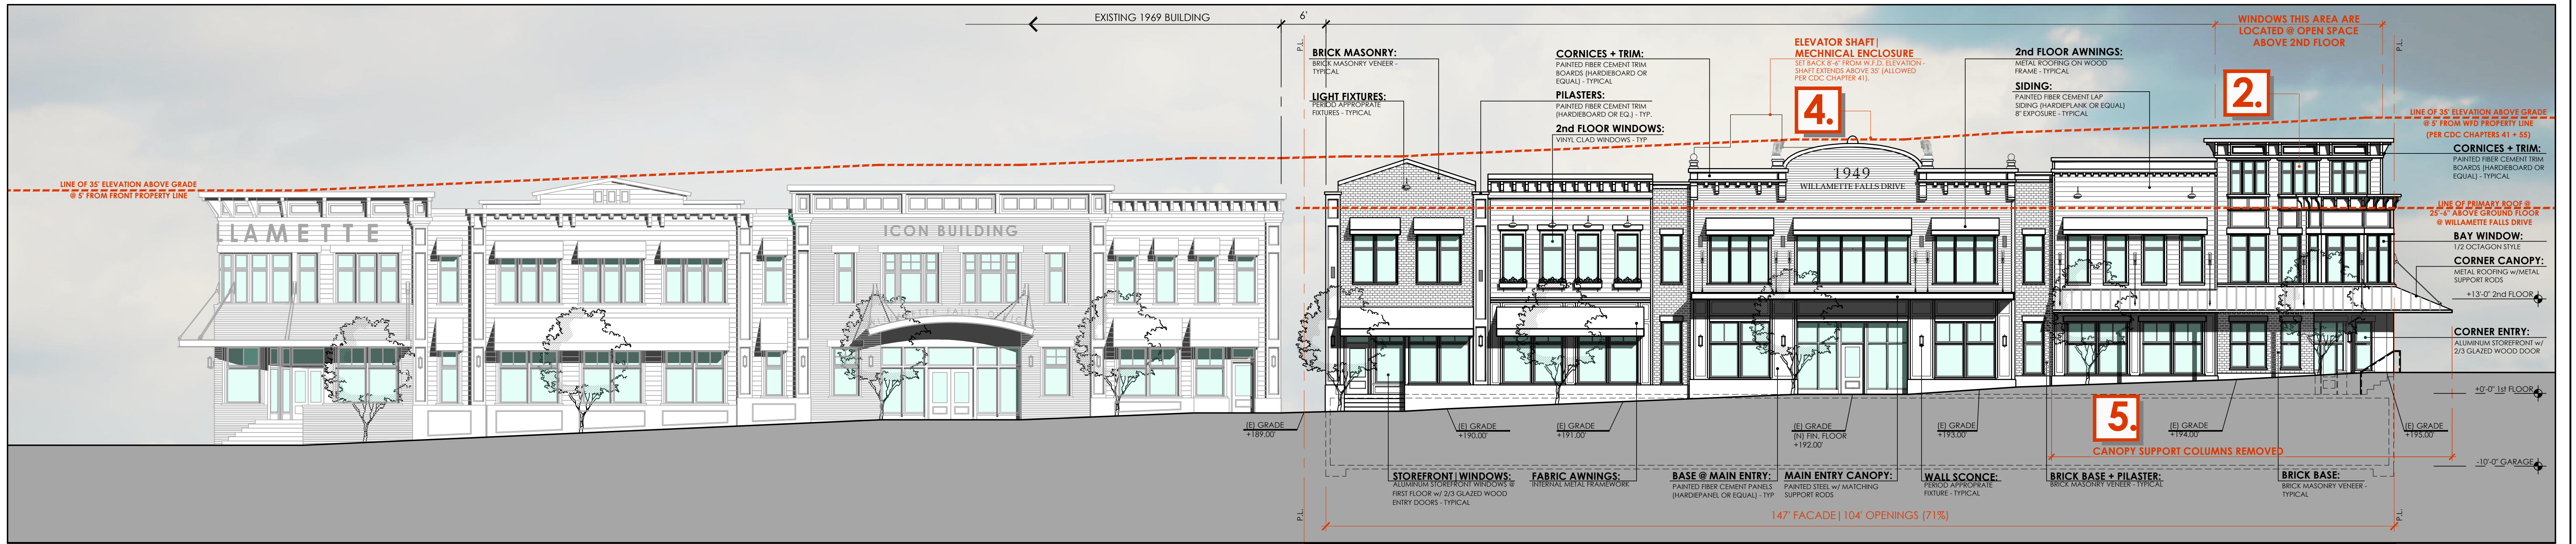 EXISTING 1969 BUILDING
6'
P.L.
P.L.
BRICK MASONRY:
BRICK MASONRY VENEER -
TYPICAL
LIGHT FIXTURES:
PERIOD APPROPRATE
FIXTURES - TYPICAL
CORNICES + TRIM:
PAINTED FIBER CEMENT TRIM
BOARDS (HARDIEBOARD OR
EQUAL) - TYPICAL
PILASTERS:
PAINTED FIBER CEMENT TRIM
(HARDIEBOARD OR EQ.) - TYP.
2nd FLOOR WINDOWS:
VINYL CLAD WINDOWS - TYP
ELEVATOR SHAFT|
MECHNICAL ENCLOSURE
SET BACK 8'-6" FROM W.F.D. ELEVATION -
SHAFT EXTENDS ABOVE 35' (ALLOWED
PER CDC CHAPTER 41).
4.
2nd FLOOR AWNINGS:
METAL ROOFING ON WOOD
FRAME - TYPICAL
SIDING:
PAINTED FIBER CEMENT LAP
SIDING (HARDIEPLANK OR EQUAL)
8" EXPOSURE - TYPICAL
WINDOWS THIS AREA ARE
LOCATED @ OPEN SPACE
ABOVE 2ND FLOOR
2.
LINE OF 35' ELEVATION ABOVE GRADE
@ 5' FROM WFD PROPERTY LINE
(PER CDC CHAPTERS 41 + 55)
CORNICES + TRIM:
PAINTED FIBER CEMENT TRIM
BOARDS (HARDIEBOARD OR
EQUAL) - TYPICAL
LINE OF PRIMARY ROOF @
25'-6" ABOVE GROUND FLOOR
@ WILLAMETTE FALLS DRIVE
BAY WINDOW:
1/2 OCTAGON STYLE
CORNER CANOPY:
METAL ROOFING w/METAL
SUPPORT RODS
+13'-0" 2nd FLOOR
CORNER ENTRY:
ALUMINUM STOREFRONT w/
2/3 GLAZED WOOD DOOR
+0'-0" 1st FLOOR
-10'-0" GARAGE
LINE OF 35' ELEVATION ABOVE GRADE
@ 5' FROM FRONT PROPERTY LINE
LLAMETTE
ICON BUILDING
WILLAMETTE FALLS OFFICE
1949
WILLAMETTE FALLS DRIVE
(E) GRADE
+189.00'
(E) GRADE
+190.00'
(E) GRADE
+191.00'
(E) GRADE
(N) FIN. FLOOR
+192.00'
(E) GRADE
+193.00'
5.
(E) GRADE
+194.00'
(E) GRADE
+195.00'
CANOPY SUPPORT COLUMNS REMOVED
STOREFRONT|WINDOWS:
ALUMINUM STOREFRONT WINDOWS @
FIRST FLOOR w/ 2/3 GLAZED WOOD
ENTRY DOORS - TYPICAL
FABRIC AWNINGS:
INTERNAL METAL FRAMEWORK
BASE @ MAIN ENTRY:
PAINTED FIBER CEMENT PANELS
(HARDIEPANEL OR EQUAL) - TYP
MAIN ENTRY CANOPY:
PAINTED STEEL w/ MATCHING
SUPPORT RODS
WALL SCONCE:
PERIOD APPROPRATE
FIXTURE - TYPICAL
BRICK BASE + PILASTER:
BRICK MASONRY VENEER - TYPICAL
BRICK BASE:
BRICK MASONRY VENEER -
TYPICAL
147' FACADE|104' OPENINGS (71%)
P.L.
P.L.